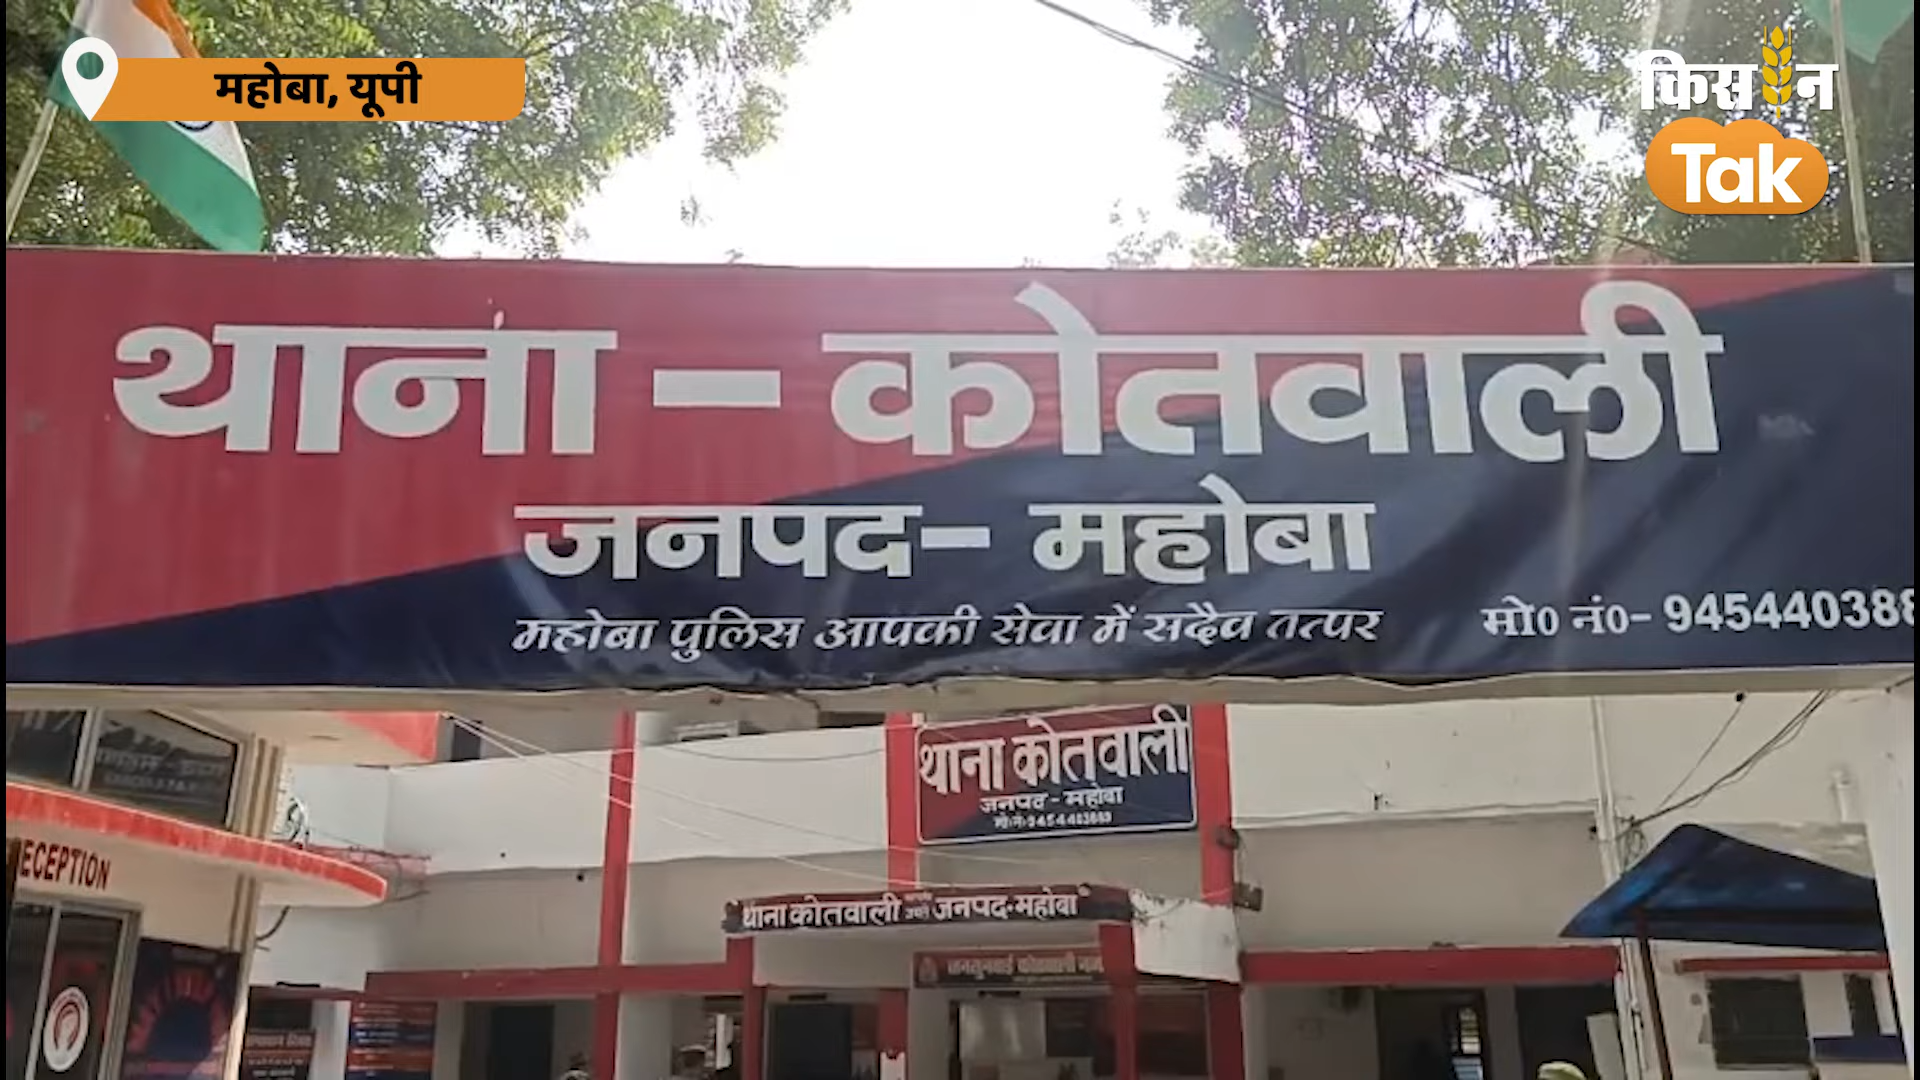 महोबा, यूपी
किसान
Tak
थाना - कोतवाली
जनपद- महोबा
महोबा पुलिस आपकी सेवा में सदैव तत्पर
मो0 नं0- 945440388
थाना कोतवाली
जनपद - महोबा
ECEPTION
थाना कोतवाली जनपद-महोबा